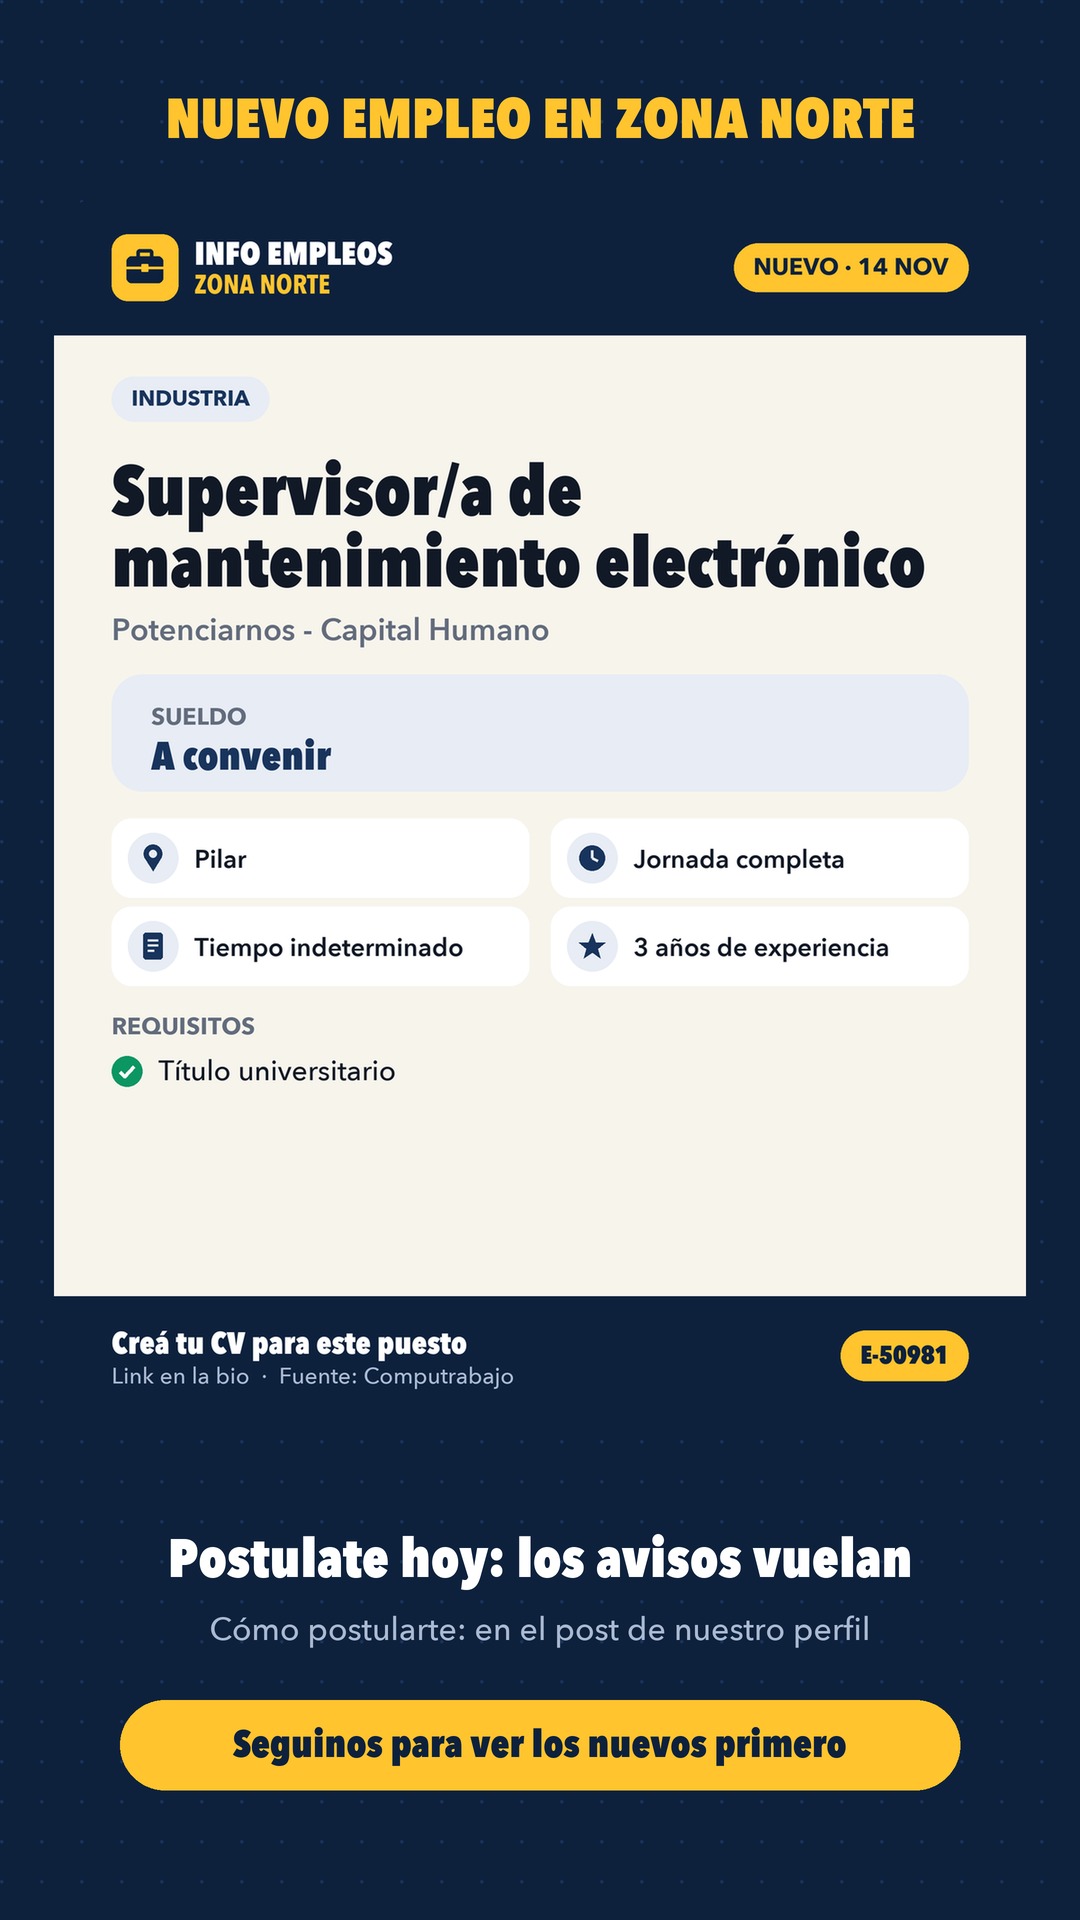 NUEVO EMPLEO EN ZONA NORTE
INFO EMPLEOS
ZONA NORTE
NUEVO · 14 NOV
INDUSTRIA
Supervisor/a de
mantenimiento electrónico
Potenciarnos - Capital Humano
SUELDO
A convenir
Pilar
Jornada completa
Tiempo indeterminado
3 años de experiencia
REQUISITOS
Título universitario
Creá tu CV para este puesto
Link en la bio · Fuente: Computrabajo
E-50981
Postulate hoy: los avisos vuelan
Cómo postularte: en el post de nuestro perfil
Seguinos para ver los nuevos primero